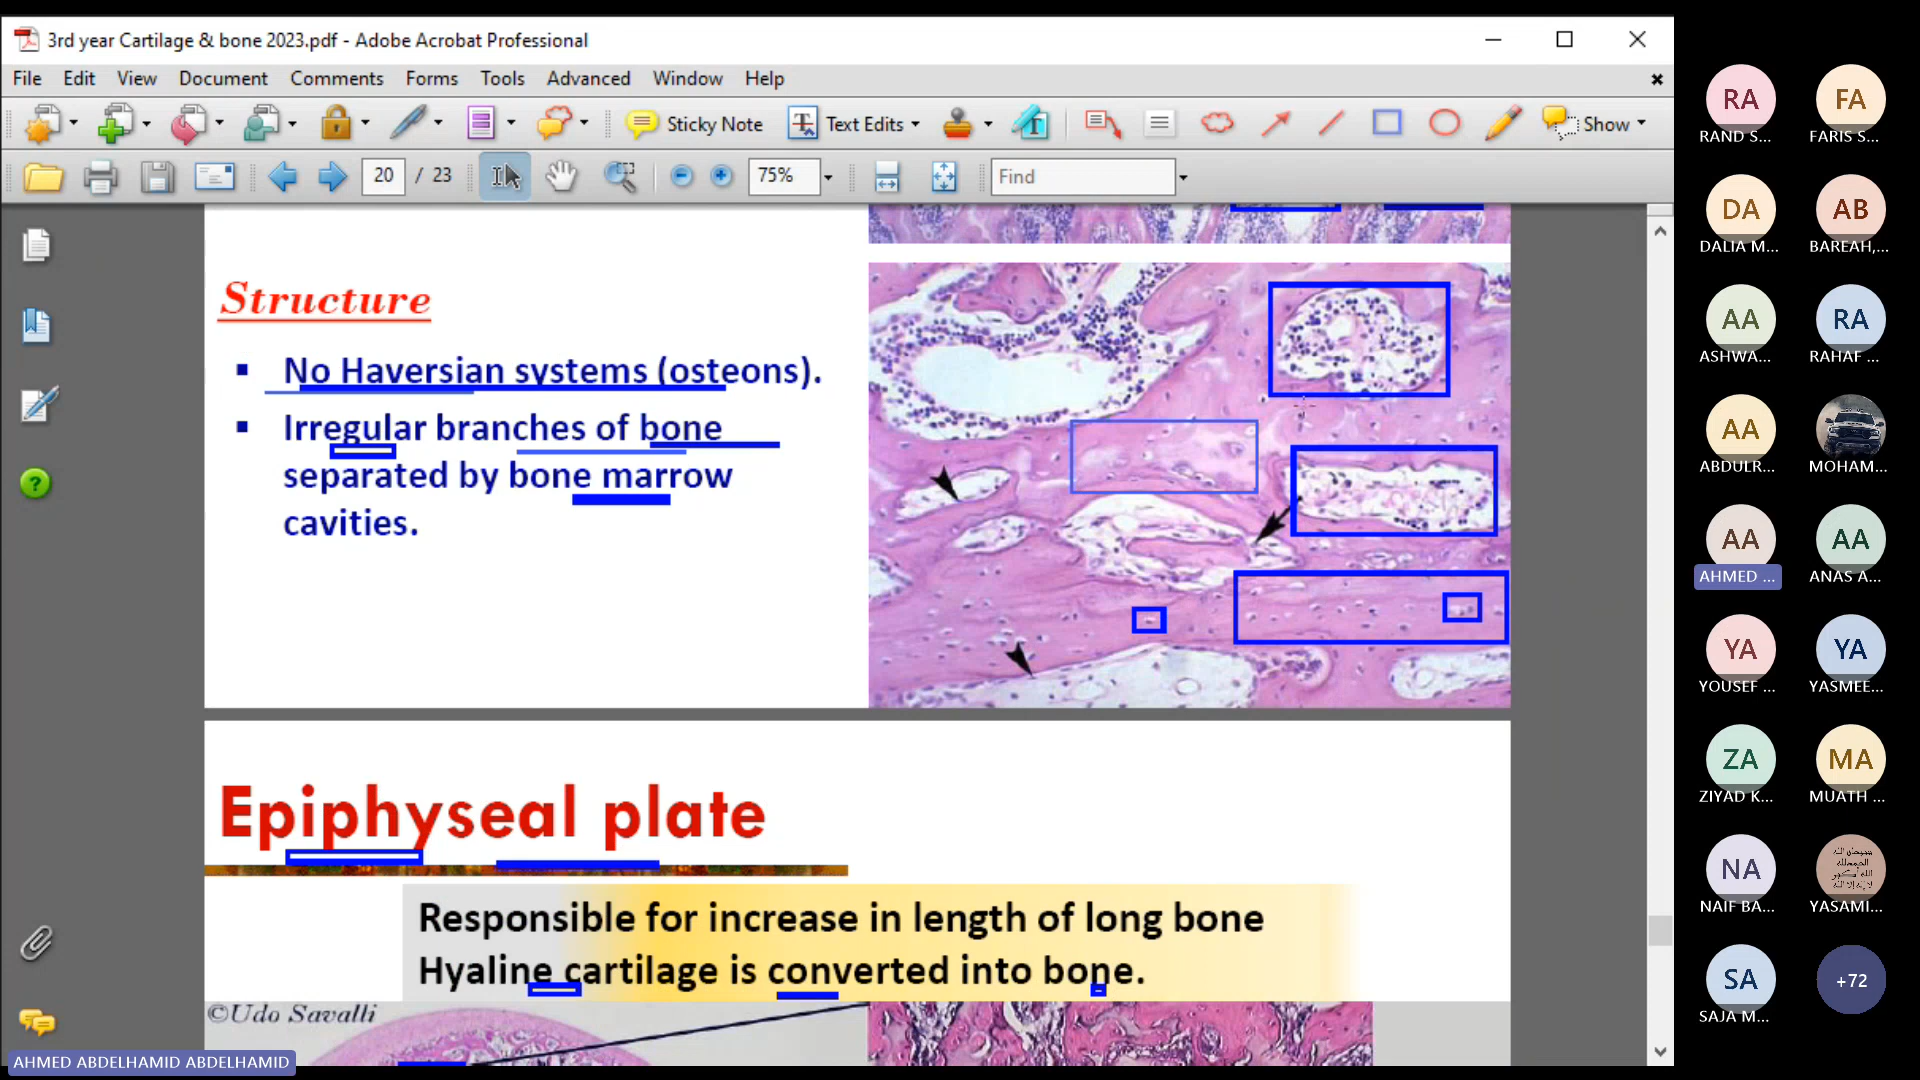 3rd year Cartilage & bone 2023.pdf - Adobe Acrobat Professional
File Edit View Document Comments Forms Tools Advanced Window Help
Sticky Note Text Edits Show
20 / 23 75% Find
Structure
No Haversian systems (osteons).
Irregular branches of bone
separated by bone marrow
cavities.
Epiphyseal plate
Responsible for increase in length of long bone
Hyaline cartilage is converted into bone.
©Udo Savalli
AHMED ABDELHAMID ABDELHAMID
RA FA
RAND S... FARIS S...
DA AB
DALIA M... BAREAH,...
AA RA
ASHWA... RAHAF ...
AA
ABDULR... MOHAM...
AA AA
AHMED ... ANAS A...
YA YA
YOUSEF ... YASMEE...
ZA MA
ZIYAD K... MUATH ...
NA
NAIF BA... YASAMI...
SA +72
SAJA M...